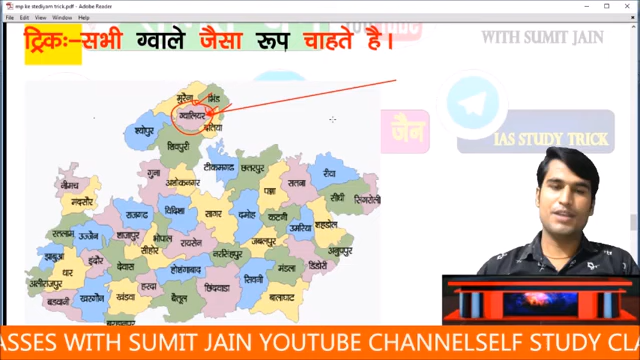 mp ke stediyam trick.pdf - Adobe Reader
File Edit View Window Help
ट्रिकः-सभी ग्वाले जैसा रूप चाहते है।
WITH SUMIT JAIN
मुरैना
भिंड
ग्वालियर
दतिया
श्योपुर
शिवपुरी
जैन
IAS STUDY TRICK
गुना
अशोकनगर
टीकमगढ
छतरपुर
पन्ना
सतना
रीवा
सीधी
सिंगरोली
नीमच
मन्दसौर
राजगढ
विदिशा
सागर
दमोह
कटनी
उमरिया
शहडोल
अनुपपुर
रतलाम
उज्जैन
शाजापुर
भोपाल
सीहोर
रायसेन
नरसिहपुर
जबलपुर
डिंडोरी
झाबुआ
इंदौर
देवास
होशंगाबाद
छिंदवाडा
सिवनी
मंडला
धार
अलीराजपुर
बडवानी
खारगौन
खंडवा
हरदा
बैतूल
बालाघाट
ASSES WITH SUMIT JAIN YOUTUBE CHANNELSELF STUDY CLA